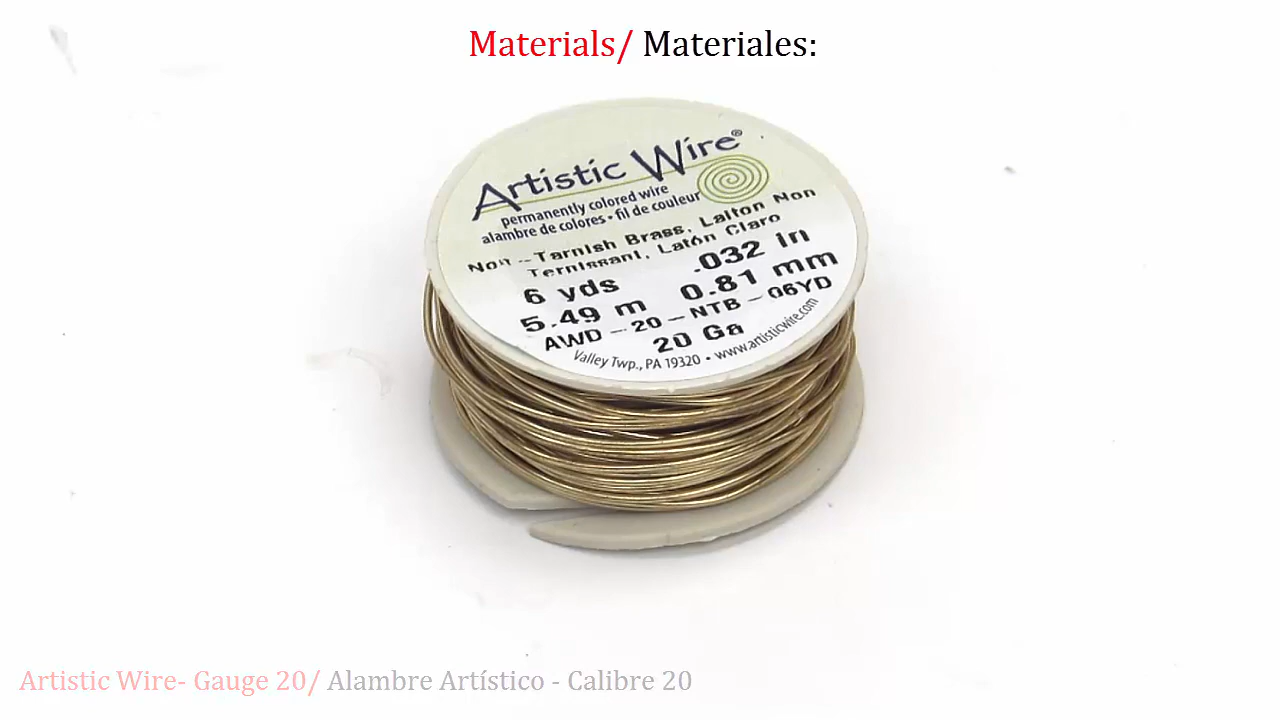 Materials/ Materiales:
Artistic Wire®
permanently colored wire
alambre de colores • fil de couleur
Non-Tarnish Brass, Laiton Non
Ternissant, Latón Claro
6 yds .032 in
5.49 m 0.81 mm
AWD-20-NTB-06YD
20 Ga
Valley Twp., PA 19320 • www.artisticwire.com
Artistic Wire- Gauge 20/ Alambre Artístico - Calibre 20